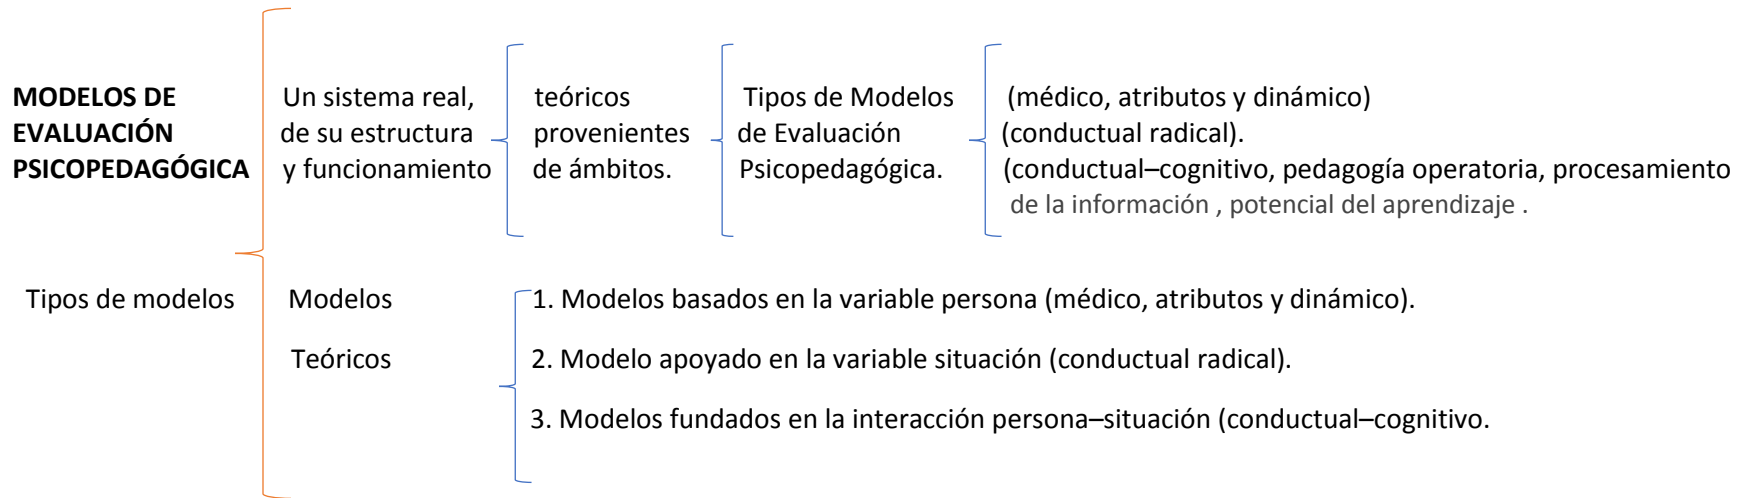 MODELOS DE
EVALUACIÓN
PSICOPEDAGÓGICA
Un sistema real,
de su estructura
y funcionamiento
teóricos
provenientes
de ámbitos.
Tipos de Modelos
de Evaluación
Psicopedagógica.
(médico, atributos y dinámico)
(conductual radical).
(conductual–cognitivo, pedagogía operatoria, procesamiento
de la información , potencial del aprendizaje .
Tipos de modelos
Modelos
Teóricos
1. Modelos basados en la variable persona (médico, atributos y dinámico).
2. Modelo apoyado en la variable situación (conductual radical).
3. Modelos fundados en la interacción persona–situación (conductual–cognitivo.